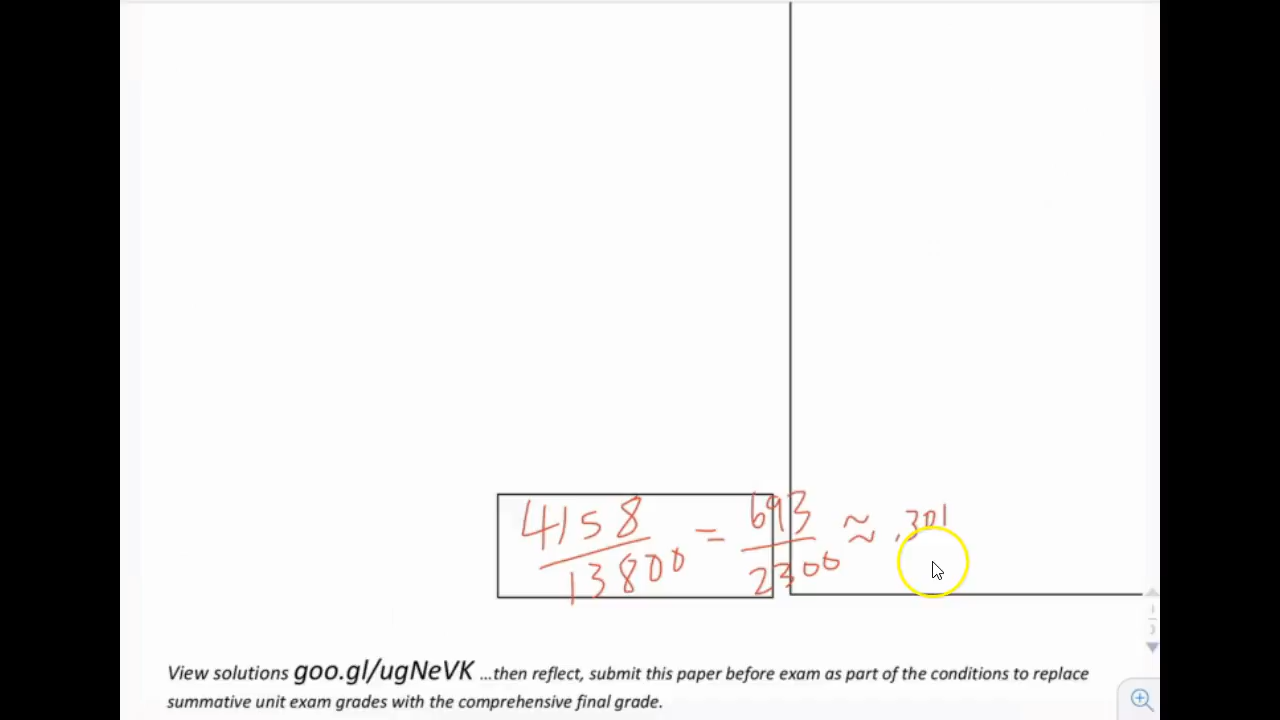 4158/13800 = 693/2300 ≈ .301
View solutions goo.gl/ugNeVK ...then reflect, submit this paper before exam as part of the conditions to replace
summative unit exam grades with the comprehensive final grade.